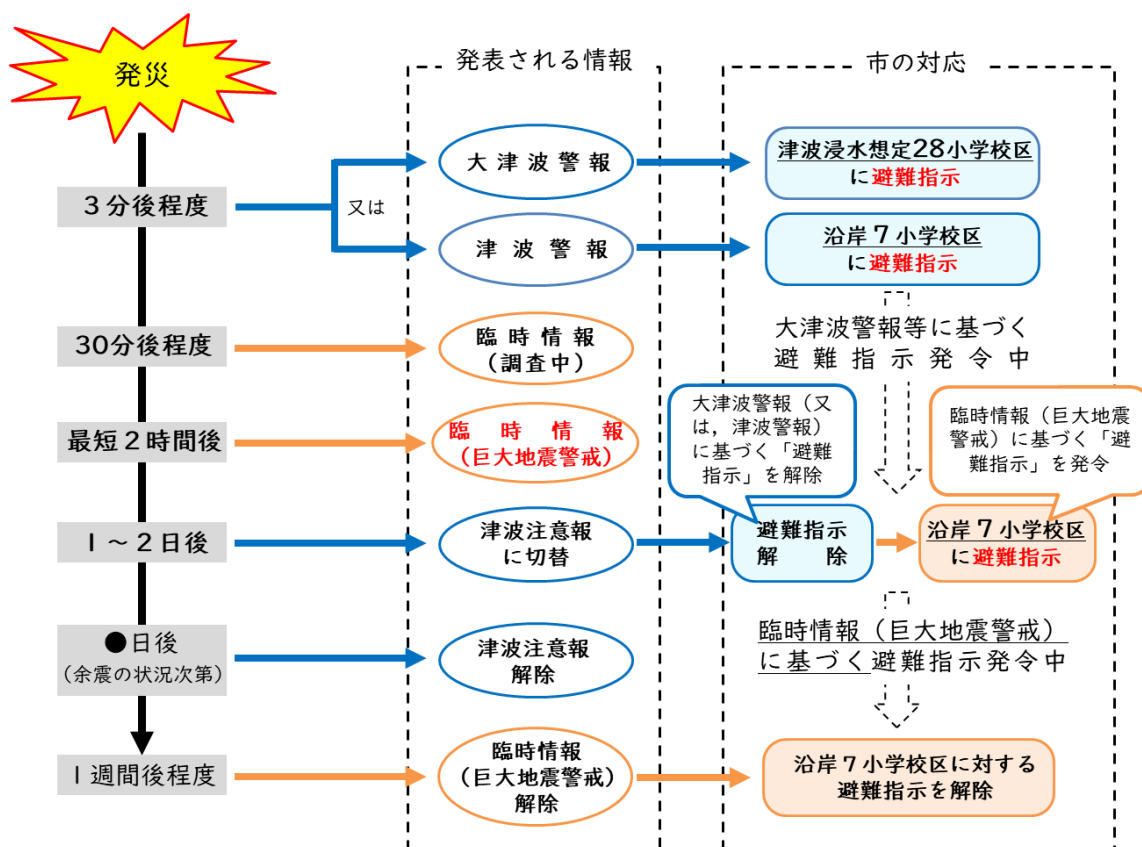 発災
発表される情報
市の対応
3分後程度
又は
大津波警報
津波浸水想定28小学校区
に避難指示
津波警報
沿岸7小学校区
に避難指示
30分後程度
臨時情報
(調査中)
大津波警報等に基づく
避難指示発令中
最短2時間後
臨時情報
(巨大地震警戒)
大津波警報(又
は,津波警報)
に基づく「避難
指示」を解除
臨時情報(巨大地震
警戒)に基づく「避
難指示」を発令
1~2日後
津波注意報
に切替
避難指示
解除
沿岸7小学校区
に避難指示
●日後
(余震の状況次第)
津波注意報
解除
臨時情報(巨大地震警戒)
に基づく避難指示発令中
1週間後程度
臨時情報
(巨大地震警戒)
解除
沿岸7小学校区に対する
避難指示を解除